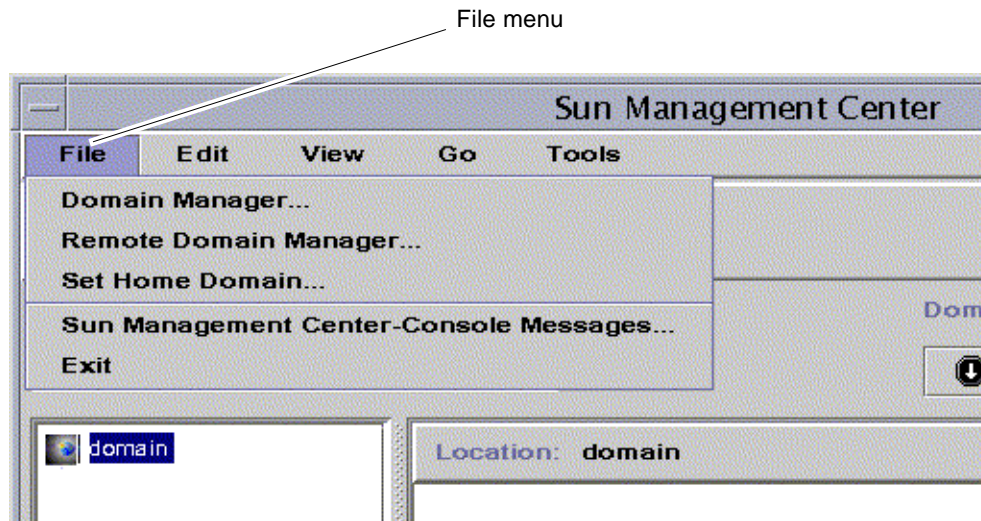 File menu
Sun Management Center
File Edit View Go Tools
Domain Manager...
Remote Domain Manager...
Set Home Domain...
Sun Management Center-Console Messages...
Exit
Dom
domain
Location: domain